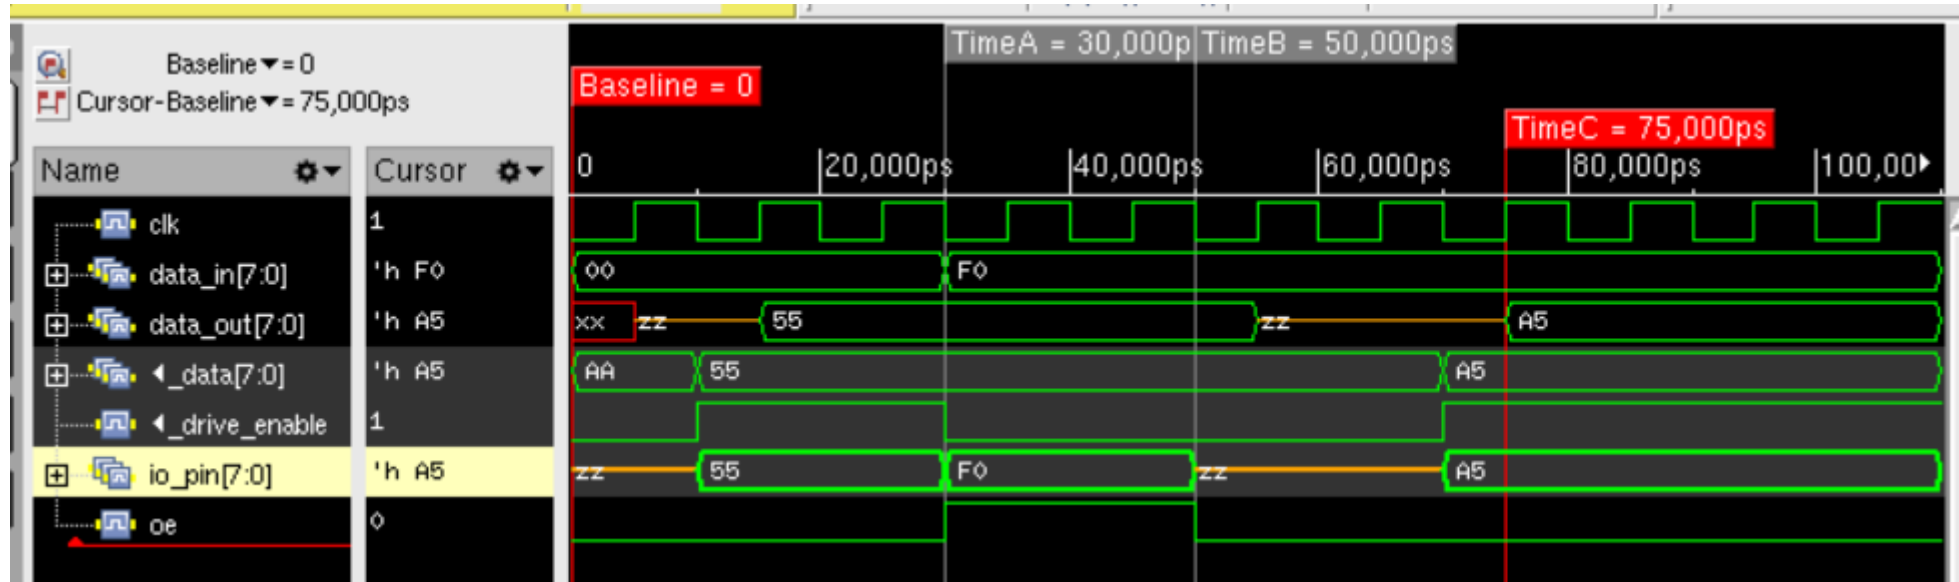 TimeA = 30,000p TimeB = 50,000ps
Baseline = 0
Baseline = 0
Cursor-Baseline = 75,000ps
TimeC = 75,000ps
Name Cursor 0 20,000ps 40,000ps 60,000ps 80,000ps 100,00
clk 1
data_in[7:0] 'h F0 00 F0
data_out[7:0] 'h A5 xx zz 55 zz A5
_data[7:0] 'h A5 AA 55 A5
_drive_enable 1
io_pin[7:0] 'h A5 zz 55 F0 zz A5
oe 0